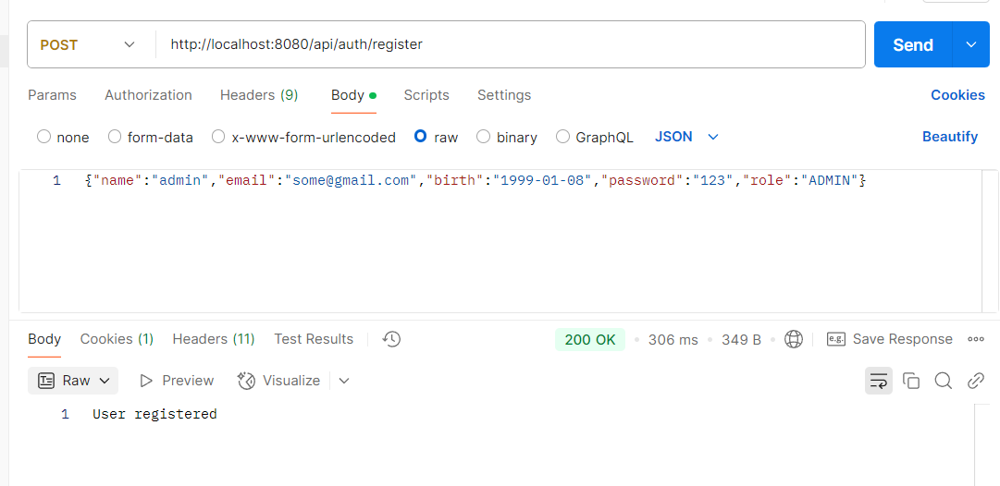 POST http://localhost:8080/api/auth/register Send
Params Authorization Headers (9) Body Scripts Settings Cookies
none form-data x-www-form-urlencoded raw binary GraphQL JSON Beautify
1 {"name":"admin","email":"some@gmail.com","birth":"1999-01-08","password":"123","role":"ADMIN"}
Body Cookies (1) Headers (11) Test Results 200 OK • 306 ms • 349 B • e.g. Save Response
Raw Preview Visualize
1 User registered